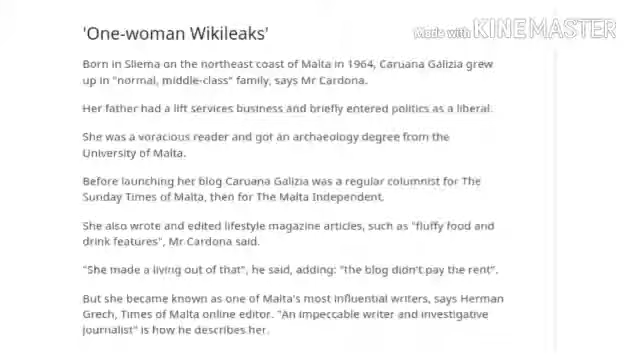 'One-woman Wikileaks'
Made with KINEMASTER
Born in Sliema on the northeast coast of Malta in 1964, Caruana Galizia grew
up in "normal, middle-class" family, says Mr Cardona.
Her father had a lift services business and briefly entered politics as a liberal.
She was a voracious reader and got an archaeology degree from the
University of Malta.
Before launching her blog Caruana Galizia was a regular columnist for The
Sunday Times of Malta, then for The Malta Independent.
She also wrote and edited lifestyle magazine articles, such as "fluffy food and
drink features", Mr Cardona said.
"She made a living out of that", he said, adding: "the blog didn't pay the rent".
But she became known as one of Malta's most influential writers, says Herman
Grech, Times of Malta online editor. "An impeccable writer and investigative
journalist" is how he describes her.